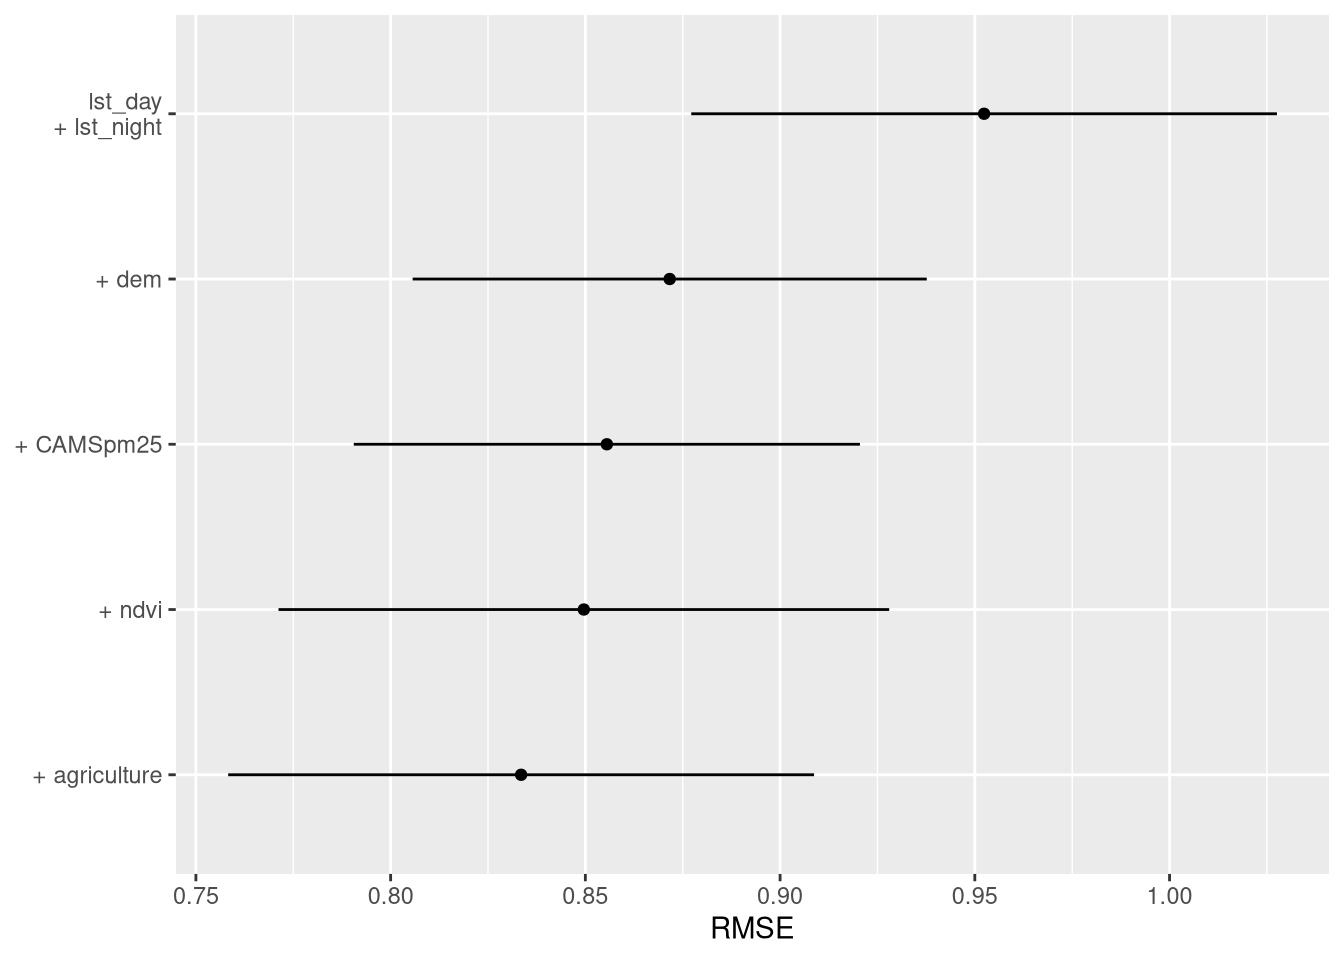 lst_day
+ lst_night
+ dem
+ CAMSpm25
+ ndvi
+ agriculture
0.75 0.80 0.85 0.90 0.95 1.00
RMSE